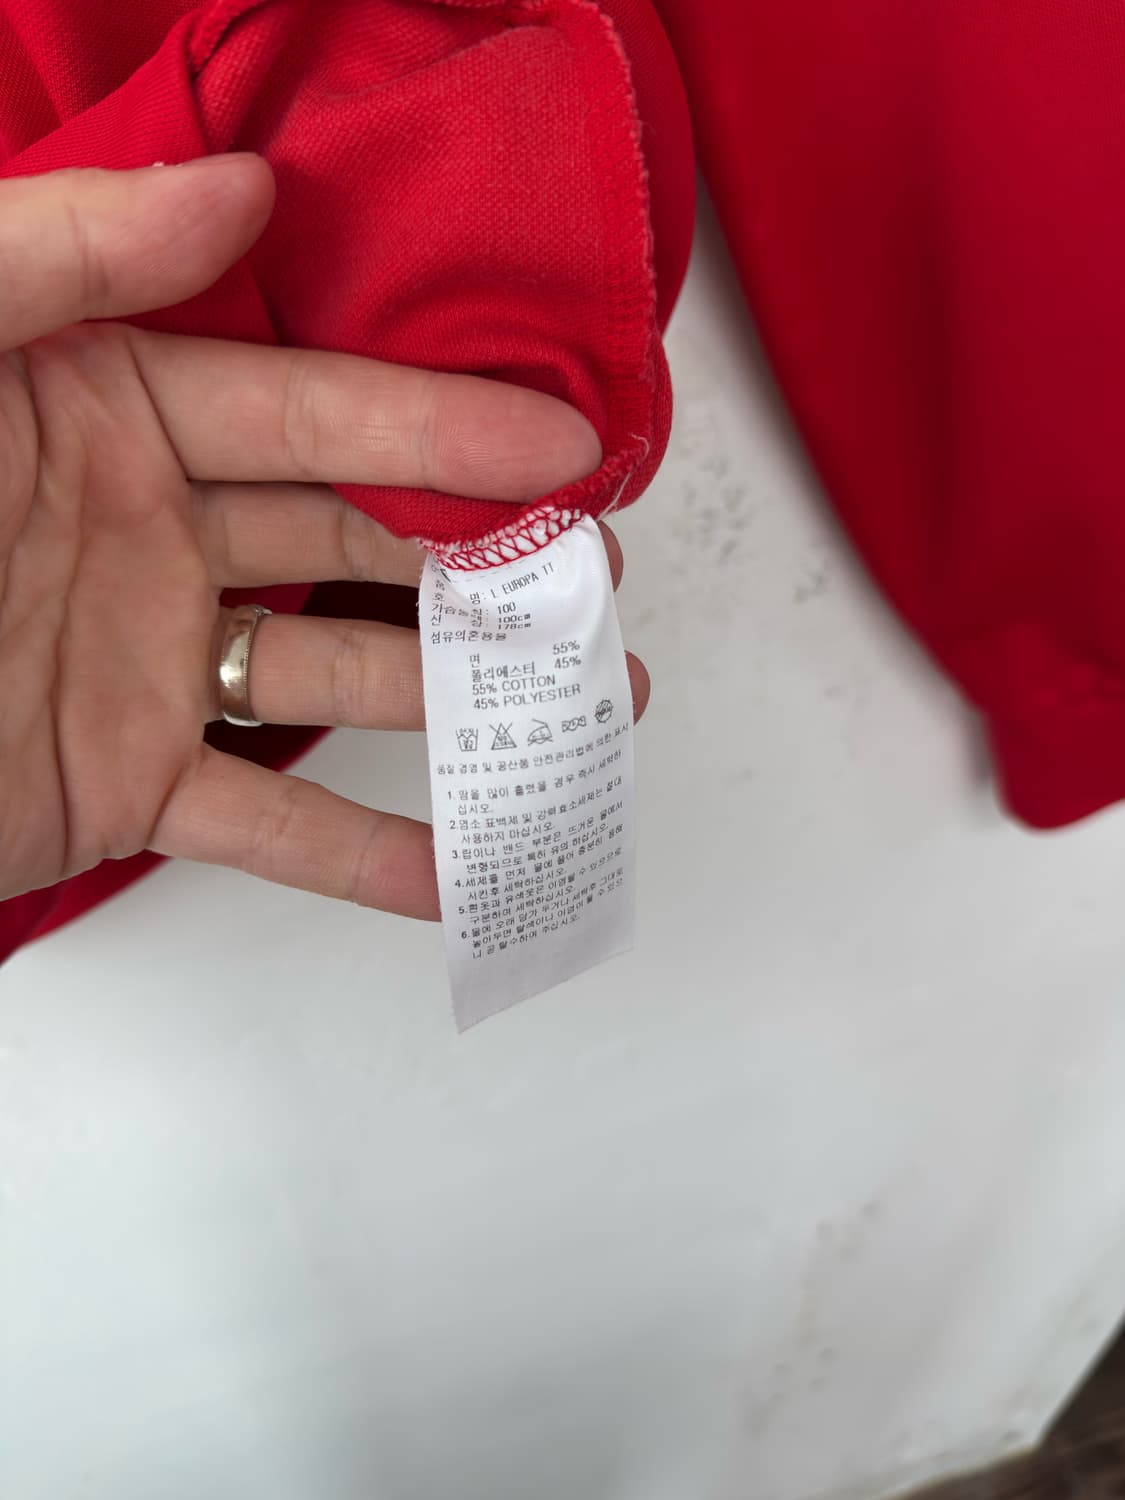 품 명: L EUROPA TT
호 칭: 100
가슴둘레: 100cm
신 장: 178cm
섬유의혼용율
면 55%
폴리에스터 45%
55% COTTON
45% POLYESTER
품질 경영 및 공산품 안전관리법에 의한 표시
1.땀을 많이 흘렸을 경우 즉시 세탁하
십시오.
2.염소 표백제 및 강력효소세제는 절대
사용하지 마십시오.
3.립이나 밴드 부분은 뜨거운 물에서
변형되므로 특히 유의 하십시오.
4.세제를 먼저 물에 풀어 충분히 용해
시킨후 세탁하십시오.
5.흰옷과 유색옷은 이염될 수 있으므로
구분하여 세탁하십시오.
6.물에 오래 담가 두거나 세탁후 그대로
놓아두면 탈색이나 이염이 될 수 있으
니 곧 탈수하여 주십시오.